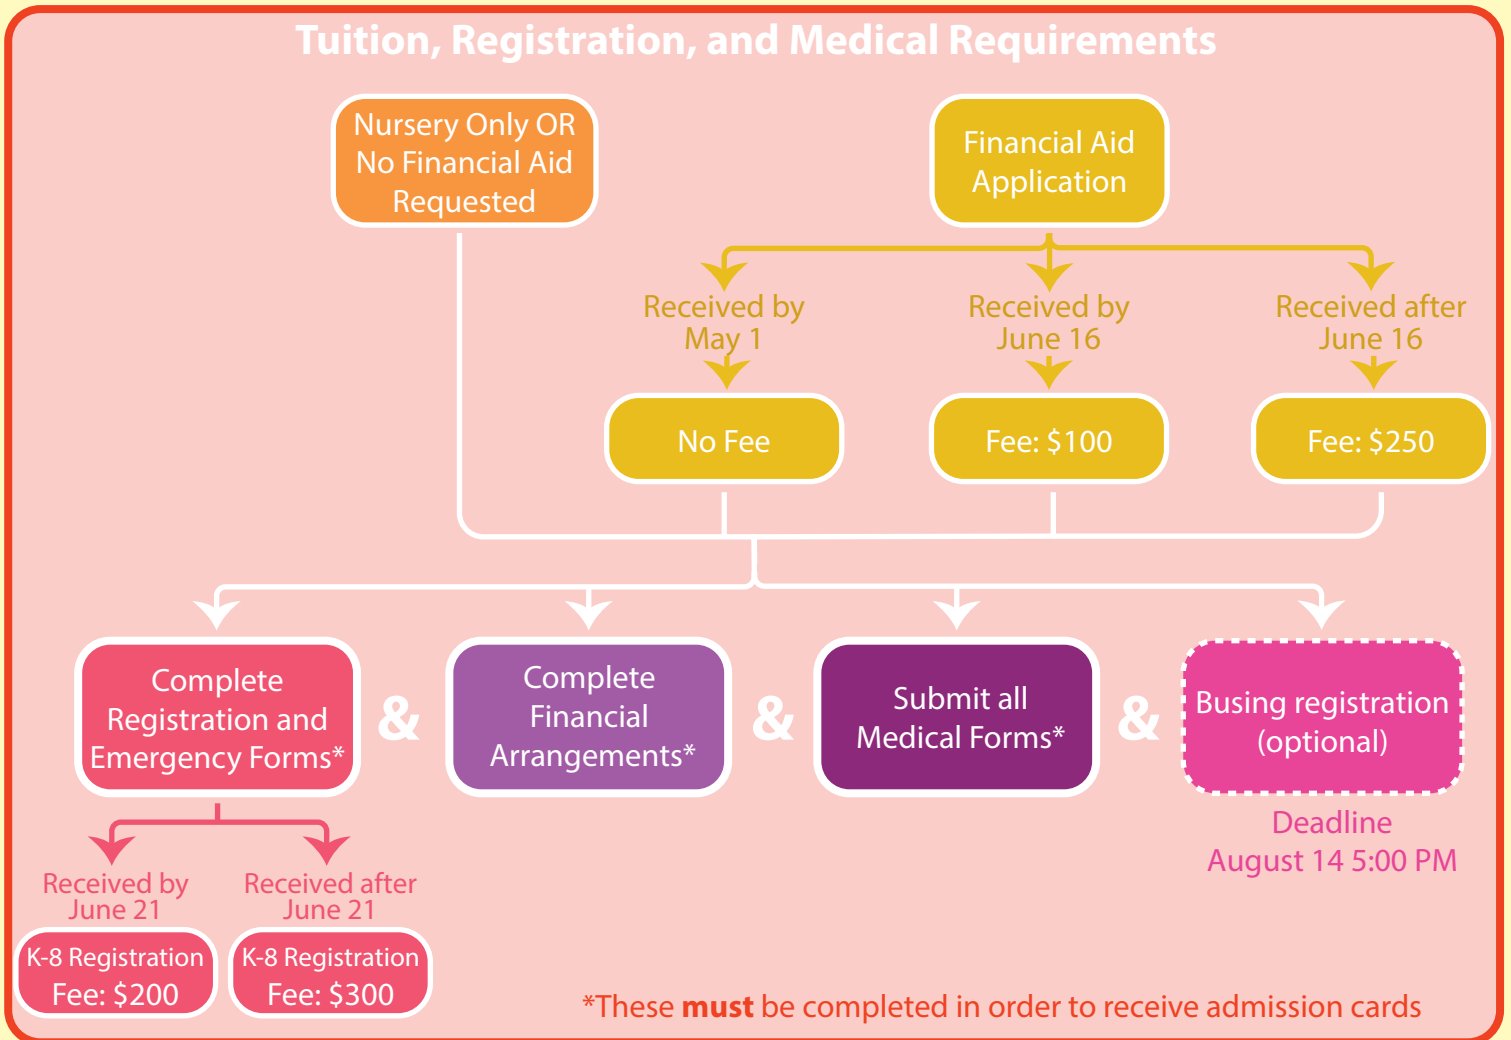 Tuition, Registration, and Medical Requirements
Nursery Only OR
No Financial Aid
Requested
Financial Aid
Application
Received by
May 1
Received by
June 16
Received after
June 16
No Fee
Fee: $100
Fee: $250
Complete
Registration and
Emergency Forms*
&
Complete
Financial
Arrangements*
&
Submit all
Medical Forms*
&
Busing registration
(optional)
Deadline
August 14 5:00 PM
Received by
June 21
Received after
June 21
K-8 Registration
Fee: $200
K-8 Registration
Fee: $300
*These must be completed in order to receive admission cards